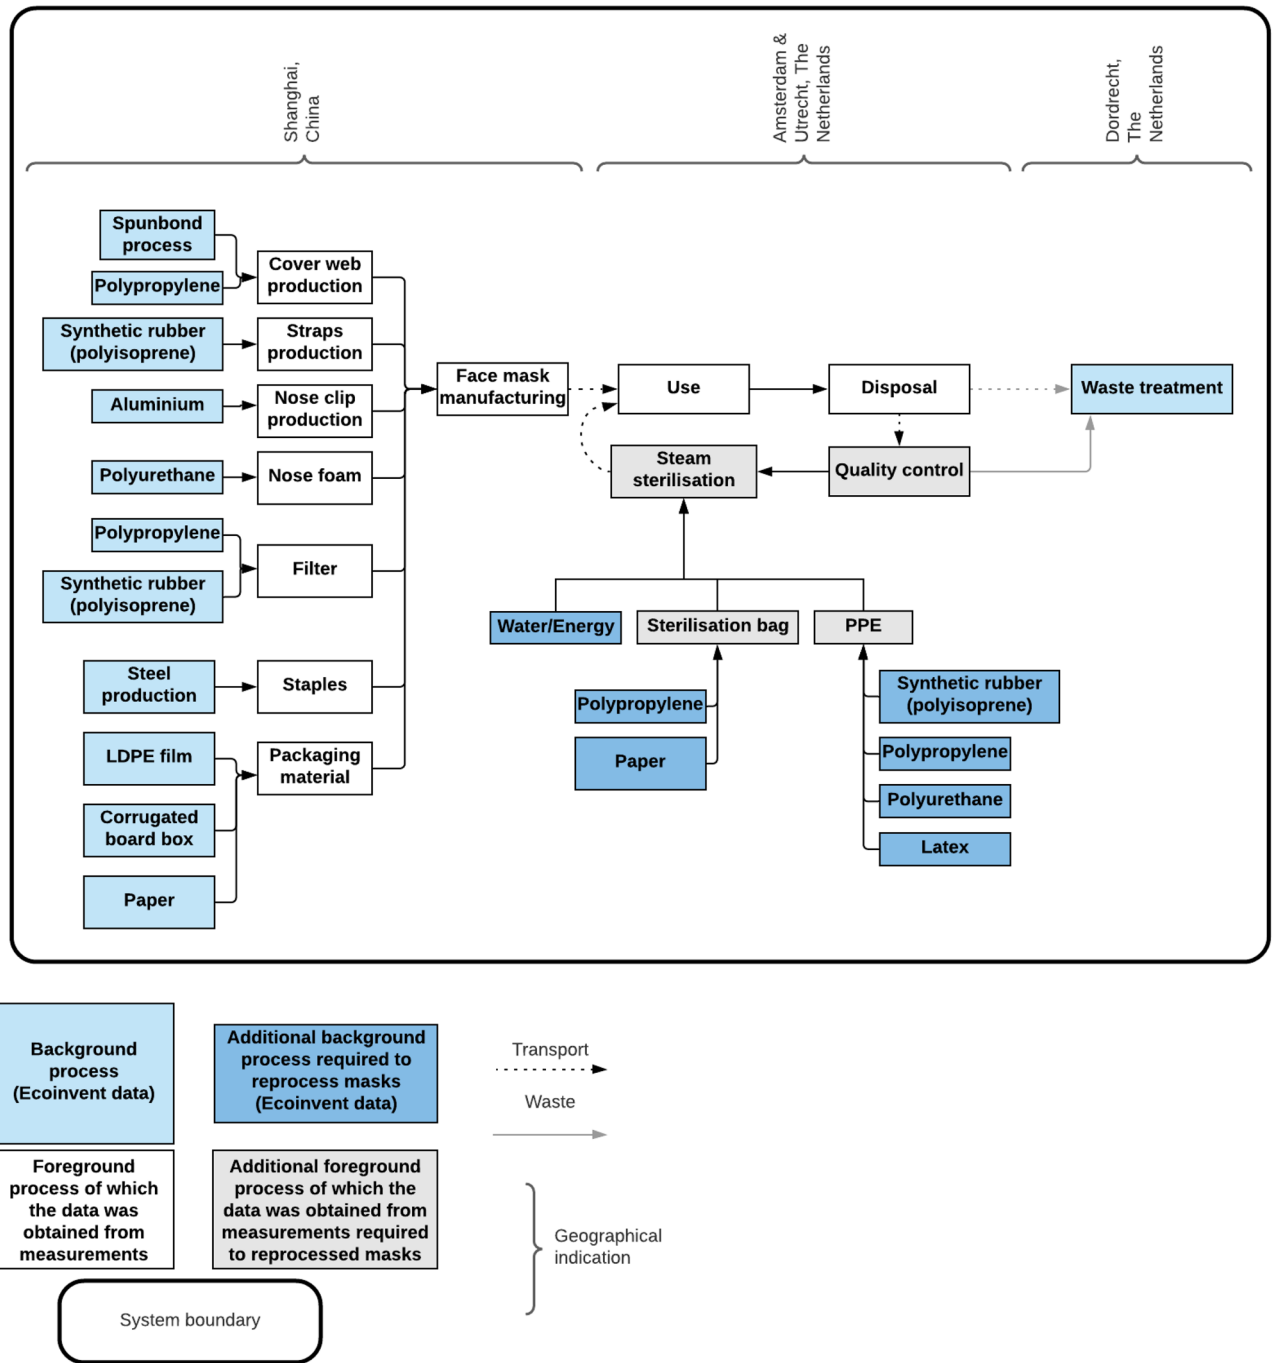 Shanghai,
China
Amsterdam &
Utrecht, The
Netherlands
Dordrecht,
The
Netherlands
Spunbond
process
Polypropylene
Cover web
production
Synthetic rubber
(polyisoprene)
Straps
production
Aluminium
Nose clip
production
Polyurethane
Nose foam
Polypropylene
Synthetic rubber
(polyisoprene)
Filter
Steel
production
Staples
LDPE film
Corrugated
board box
Paper
Packaging
material
Face mask
manufacturing
Use
Disposal
Waste treatment
Steam
sterilisation
Quality control
Water/Energy
Sterilisation bag
PPE
Polypropylene
Paper
Synthetic rubber
(polyisoprene)
Polypropylene
Polyurethane
Latex
Background
process
(Ecoinvent data)
Additional background
process required to
reprocess masks
(Ecoinvent data)
Transport
Waste
Foreground
process of which
the data was
obtained from
measurements
Additional foreground
process of which the
data was obtained from
measurements required
to reprocessed masks
Geographical
indication
System boundary